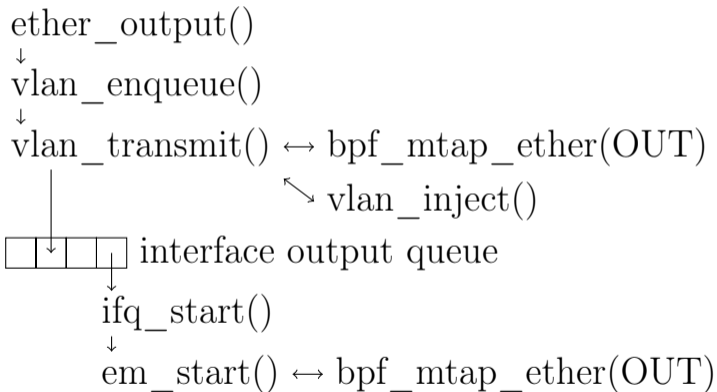 ether_output()
vlan_enqueue()
vlan_transmit() ↔ bpf_mtap_ether(OUT)
vlan_inject()
interface output queue
ifq_start()
em_start() ↔ bpf_mtap_ether(OUT)